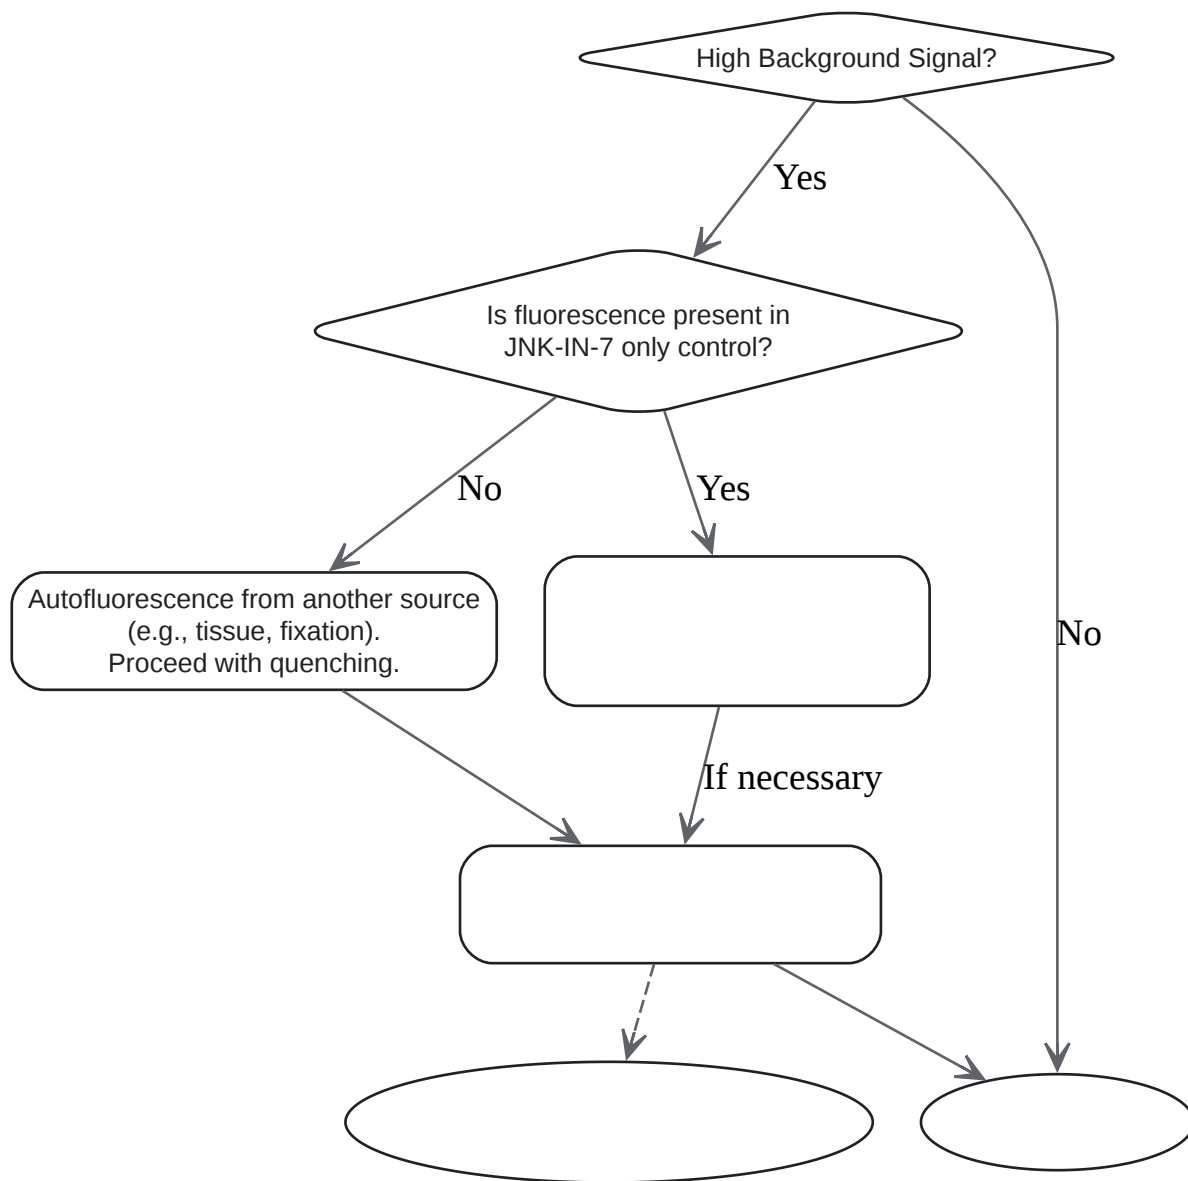 High Background Signal?
Yes
Is fluorescence present in
JNK-IN-7 only control?
No
Yes
Autofluorescence from another source
(e.g., tissue, fixation).
Proceed with quenching.
No
If necessary